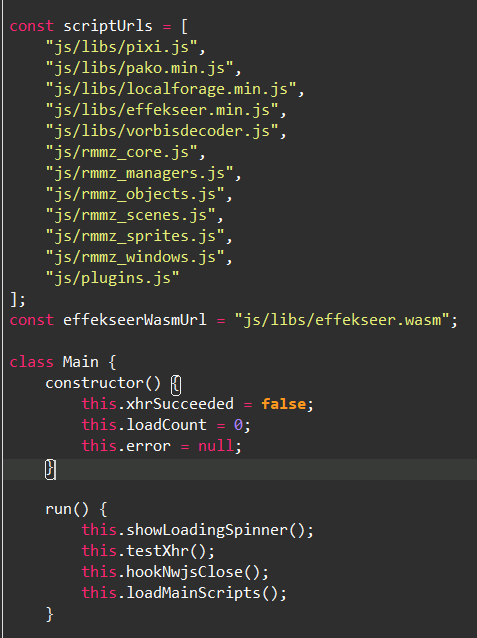 const scriptUrls = [
    "js/libs/pixi.js",
    "js/libs/pako.min.js",
    "js/libs/localforage.min.js",
    "js/libs/effekseer.min.js",
    "js/libs/vorbisdecoder.js",
    "js/rmmz_core.js",
    "js/rmmz_managers.js",
    "js/rmmz_objects.js",
    "js/rmmz_scenes.js",
    "js/rmmz_sprites.js",
    "js/rmmz_windows.js",
    "js/plugins.js"
];
const effekseerWasmUrl = "js/libs/effekseer.wasm";
class Main {
    constructor() {
        this.xhrSucceeded = false;
        this.loadCount = 0;
        this.error = null;
    }
    run() {
        this.showLoadingSpinner();
        this.testXhr();
        this.hookNwjsClose();
        this.loadMainScripts();
    }